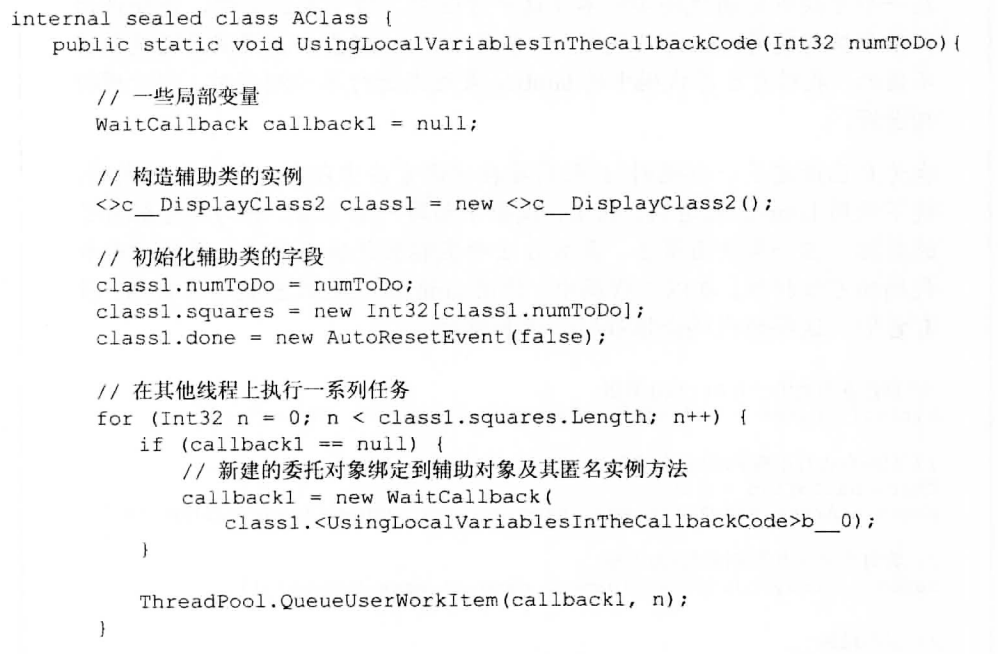 internal sealed class AClass {
   public static void UsingLocalVariablesInTheCallbackCode(Int32 numToDo){

      // 一些局部变量
      WaitCallback callback1 = null;

      // 构造辅助类的实例
      <>c__DisplayClass2 class1 = new <>c__DisplayClass2();

      // 初始化辅助类的字段
      class1.numToDo = numToDo;
      class1.squares = new Int32[class1.numToDo];
      class1.done = new AutoResetEvent(false);

      // 在其他线程上执行一系列任务
      for (Int32 n = 0; n < class1.squares.Length; n++) {
         if (callback1 == null) {
            // 新建的委托对象绑定到辅助对象及其匿名实例方法
            callback1 = new WaitCallback(
               class1.<UsingLocalVariablesInTheCallbackCode>b__0);
         }

         ThreadPool.QueueUserWorkItem(callback1, n);
      }